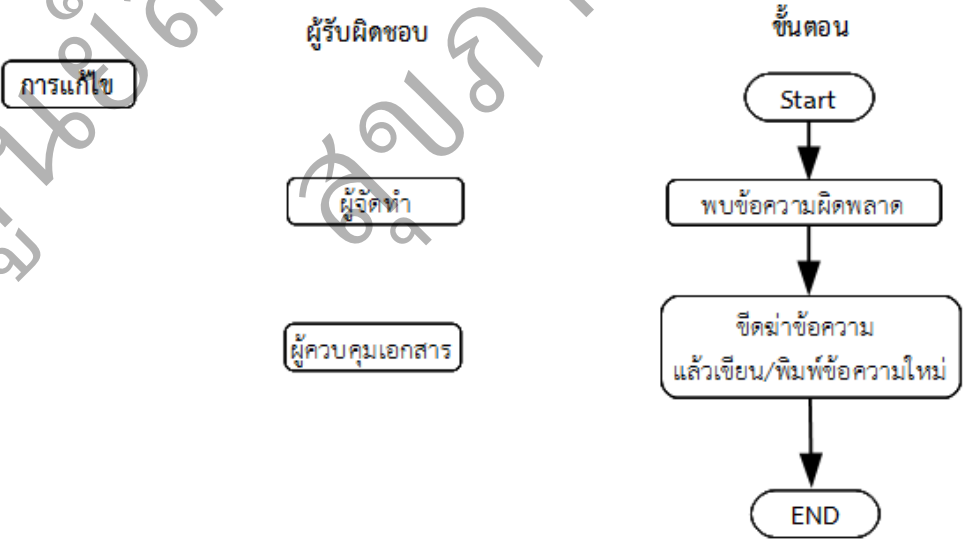 ผู้รับผิดชอบ
ขั้นตอน
การแก้ไข
Start
ผู้จัดทำ
พบข้อความผิดพลาด
ผู้ควบคุมเอกสาร
ขีดฆ่าข้อความ
แล้วเขียน/พิมพ์ข้อความใหม่
END